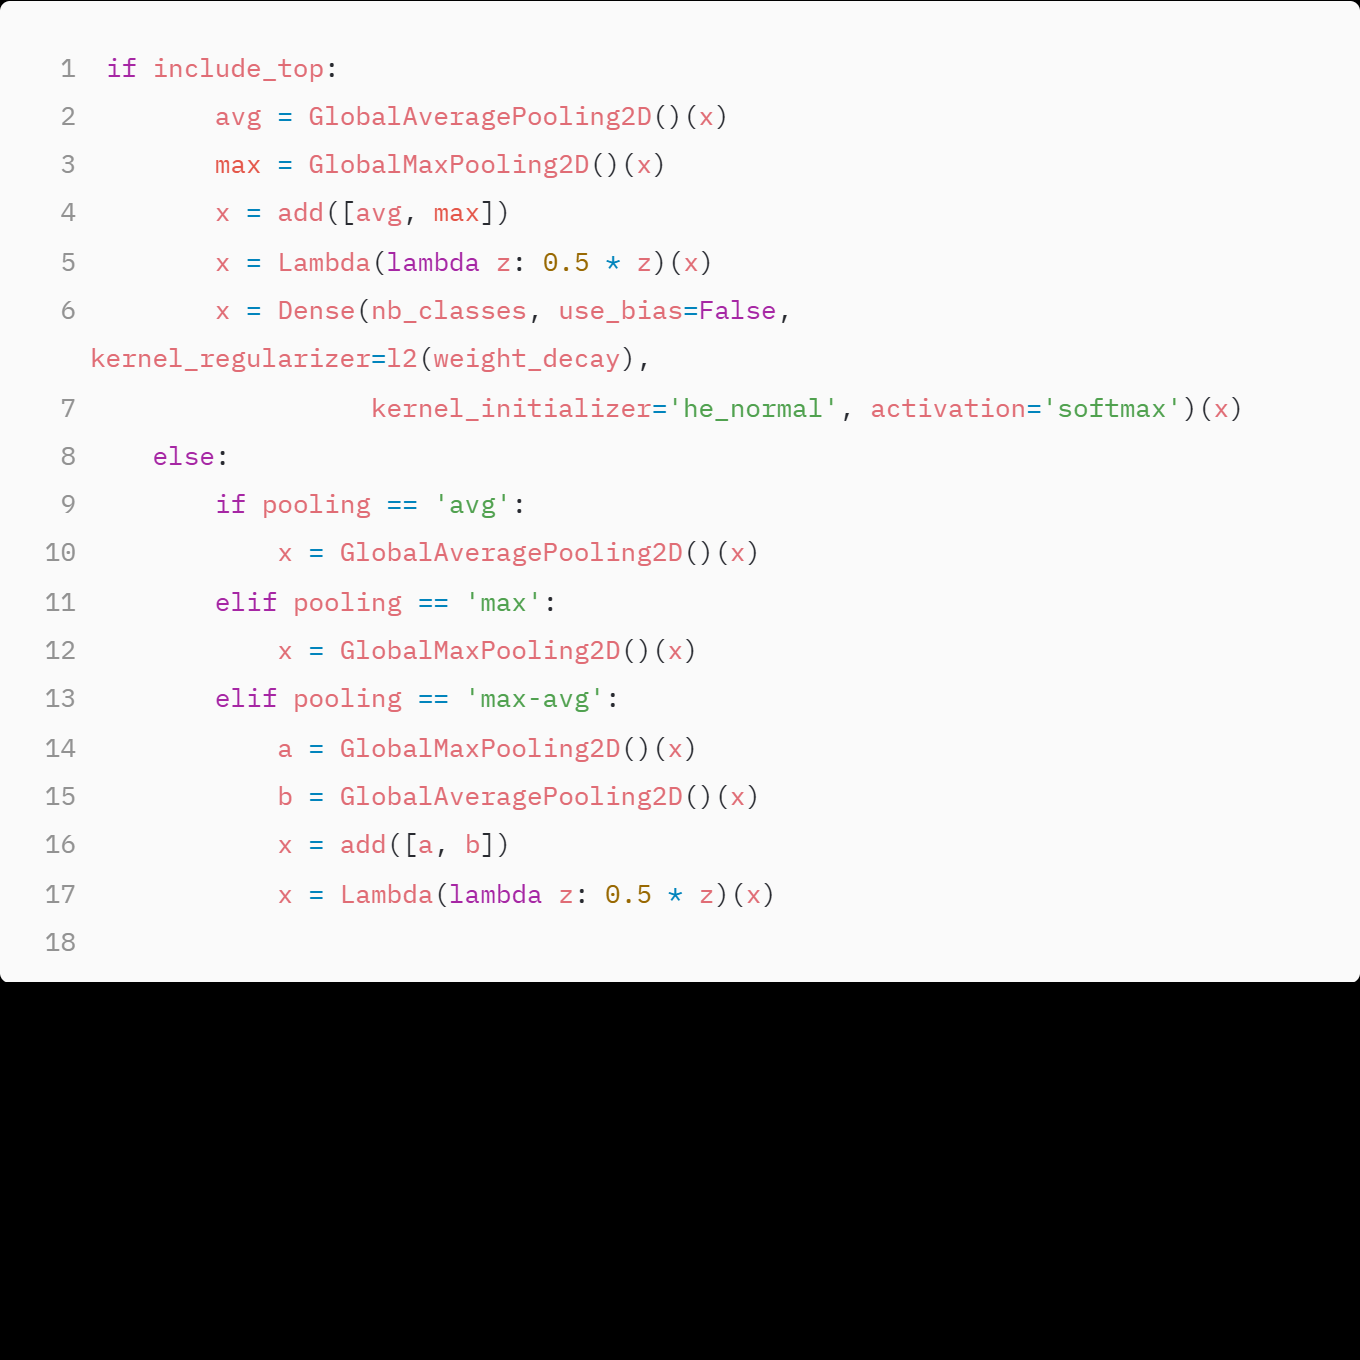 1 if include_top:
2         avg = GlobalAveragePooling2D()(x)
3         max = GlobalMaxPooling2D()(x)
4         x = add([avg, max])
5         x = Lambda(lambda z: 0.5 * z)(x)
6         x = Dense(nb_classes, use_bias=False,
kernel_regularizer=l2(weight_decay),
7                   kernel_initializer='he_normal', activation='softmax')(x)
8     else:
9         if pooling == 'avg':
10             x = GlobalAveragePooling2D()(x)
11         elif pooling == 'max':
12             x = GlobalMaxPooling2D()(x)
13         elif pooling == 'max-avg':
14             a = GlobalMaxPooling2D()(x)
15             b = GlobalAveragePooling2D()(x)
16             x = add([a, b])
17             x = Lambda(lambda z: 0.5 * z)(x)
18